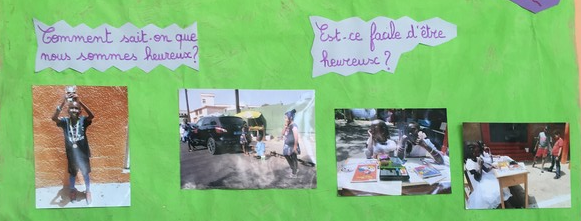 Comment sait-on que
nous sommes heureux?
Est-ce facile d'être
heureux ?